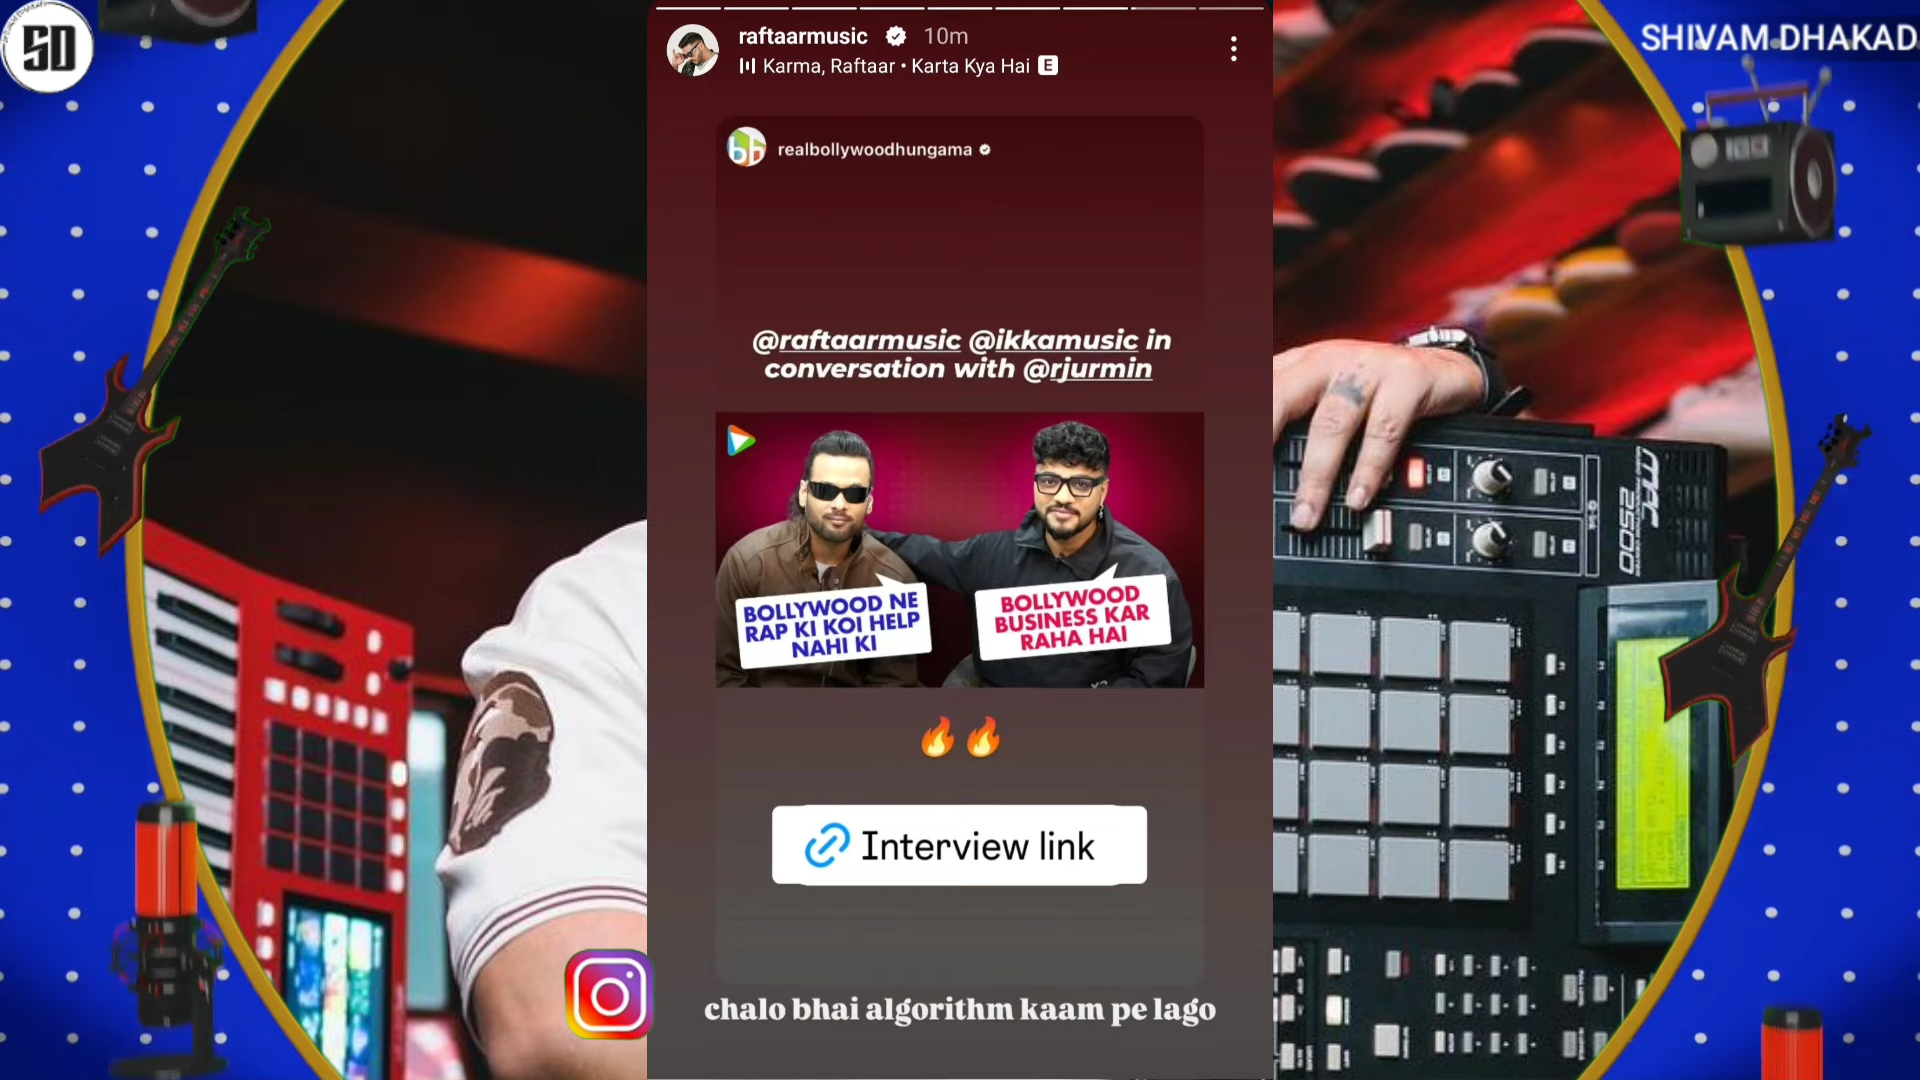 SD
SHIVAM DHAKAD
raftaarmusic 10m
Karma, Raftaar • Karta Kya Hai E
bh realbollywoodhungama
@raftaarmusic @ikkamusic in
conversation with @rjurmin
BOLLYWOOD NE
RAP KI KOI HELP
NAHI KI
BOLLYWOOD
BUSINESS KAR
RAHA HAI
🔥🔥
Interview link
chalo bhai algorithm kaam pe lago
2500